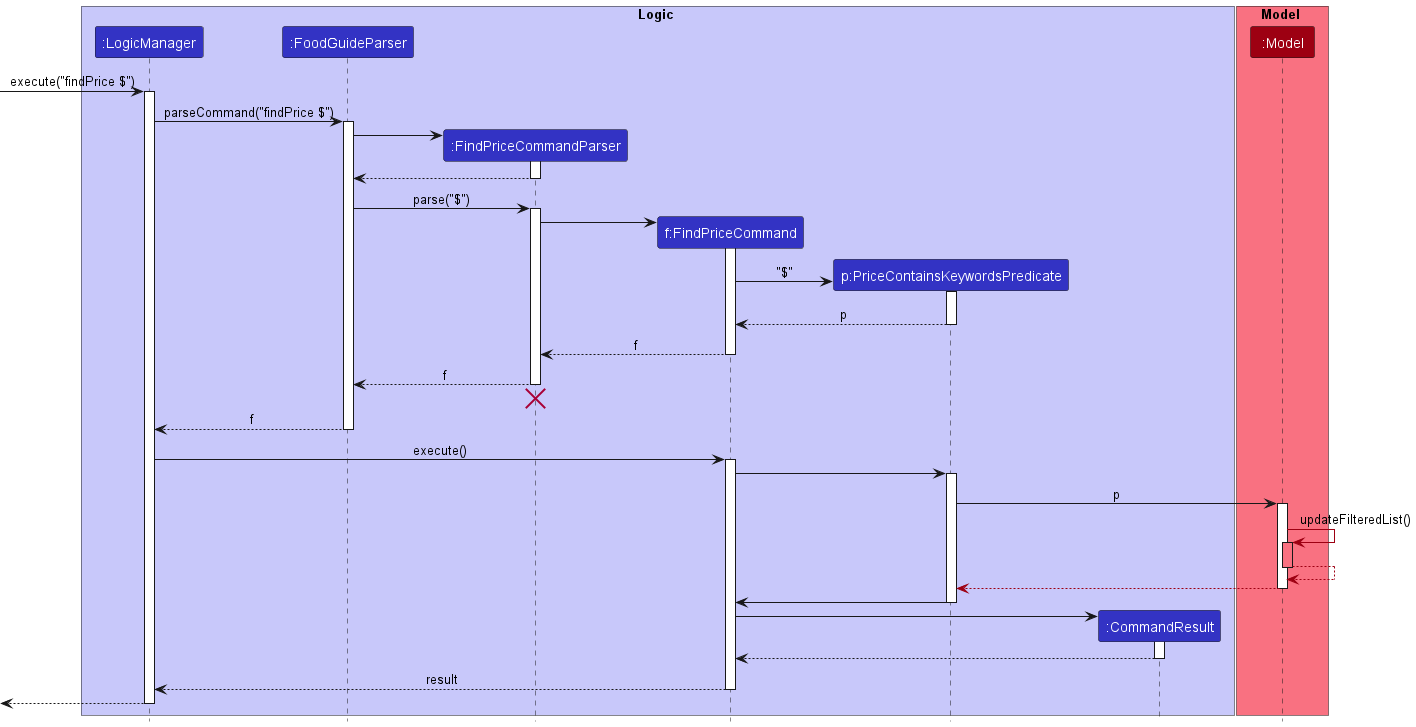 Logic
Model
:LogicManager
:FoodGuideParser
:Model
execute("findPrice $")
parseCommand("findPrice $")
:FindPriceCommandParser
parse("$")
f:FindPriceCommand
"$"
p:PriceContainsKeywordsPredicate
p
f
f
f
execute()
p
updateFilteredList()
:CommandResult
result